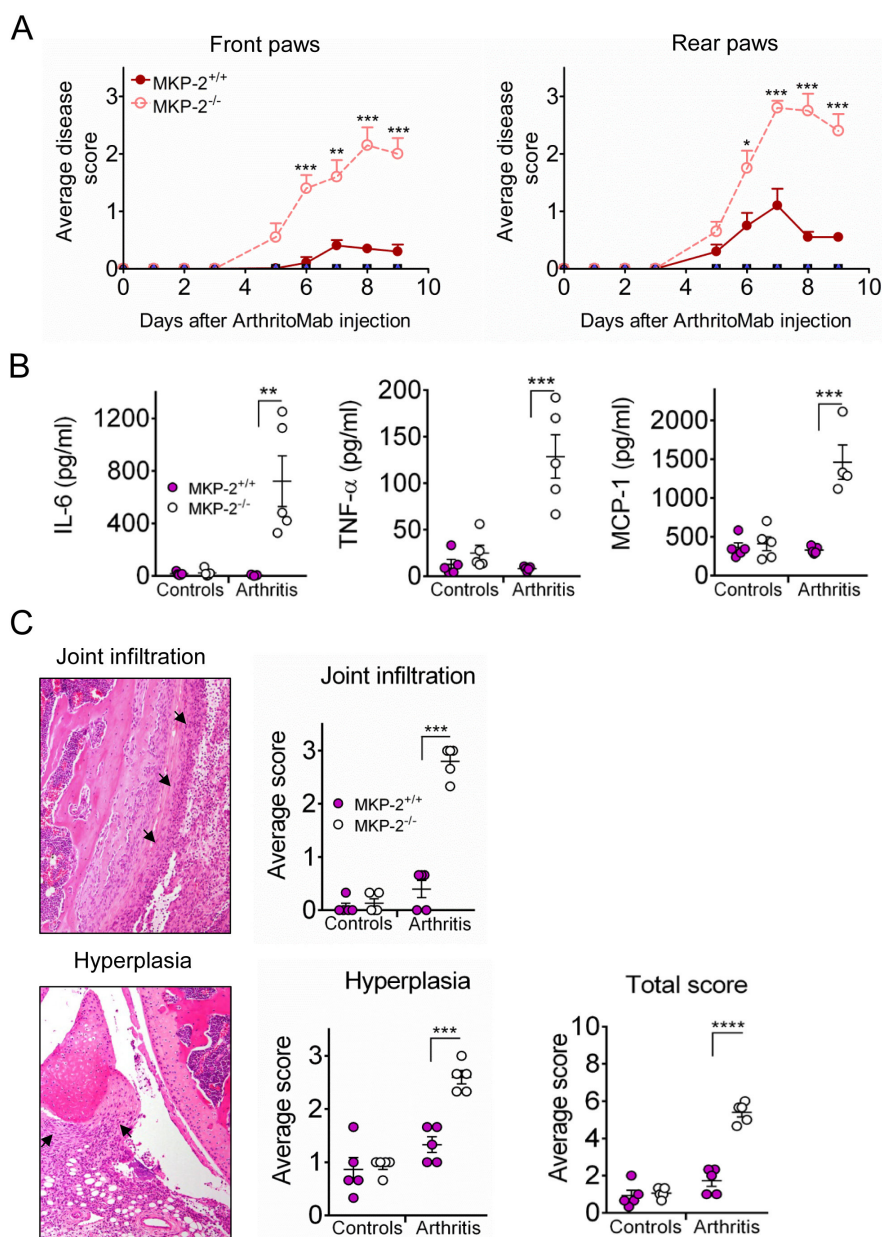 A
Front paws
Rear paws
MKP-2+/+
MKP-2-/-
Average disease
score
3
2
1
0
***
**
***
***
0 2 4 6 8 10
Days after ArthritoMab injection
Average disease
score
3
2
1
0
*
***
***
***
0 2 4 6 8 10
Days after ArthritoMab injection
B
IL-6 (pg/ml)
1200
800
400
0
**
MKP-2+/+
MKP-2-/-
Controls Arthritis
TNF-α (pg/ml)
200
150
100
50
0
***
Controls Arthritis
MCP-1 (pg/ml)
2000
1500
1000
500
0
***
Controls Arthritis
C
Joint infiltration
Joint infiltration
Average score
3
2
1
0
***
MKP-2+/+
MKP-2-/-
Controls Arthritis
Hyperplasia
Hyperplasia
Average score
3
2
1
0
***
Controls Arthritis
Total score
Average score
10
8
6
4
2
0
****
Controls Arthritis